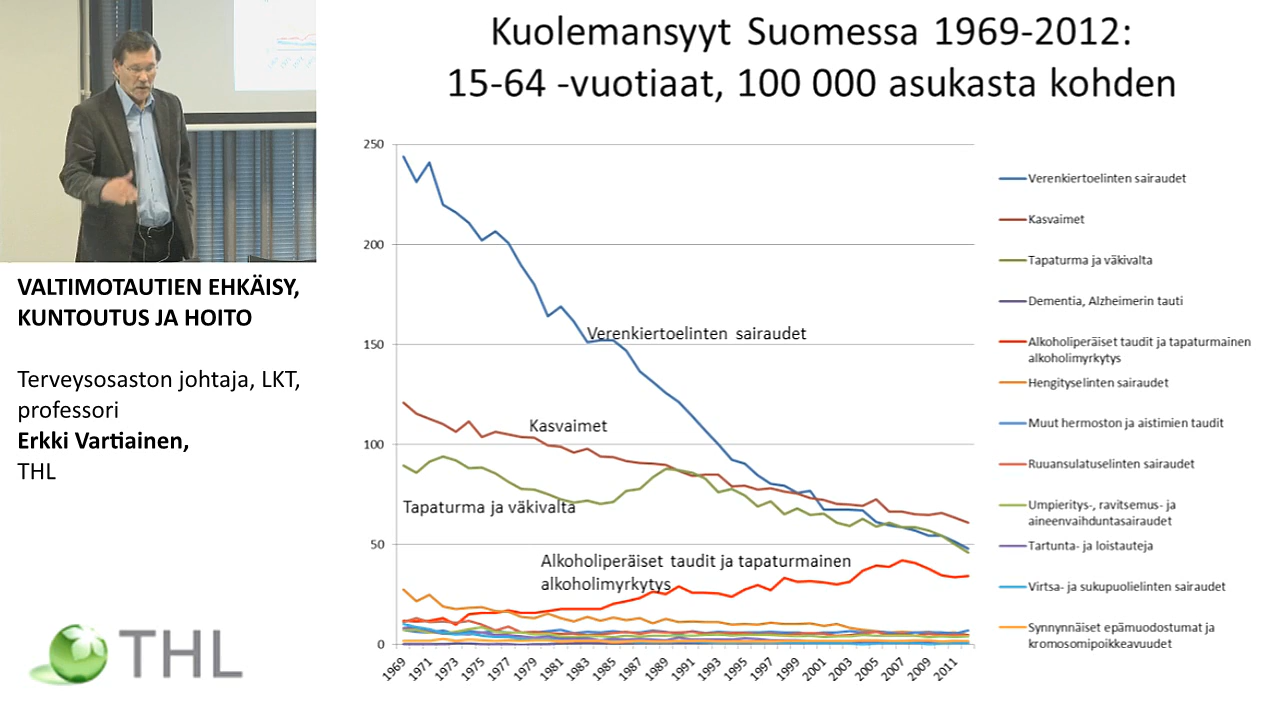 Kuolemansyyt Suomessa 1969-2012:
15-64 -vuotiaat, 100 000 asukasta kohden
VALTIMOTAUTIEN EHKÄISY,
KUNTOUTUS JA HOITO
Terveysosaston johtaja, LKT,
professori
Erkki Vartiainen,
THL
THL
250
200
150
100
50
0
Verenkiertoelinten sairaudet
Kasvaimet
Tapaturma ja väkivalta
Alkoholiperäiset taudit ja tapaturmainen
alkoholimyrkytys
1969
1971
1973
1975
1977
1979
1981
1983
1985
1987
1989
1991
1993
1995
1997
1999
2001
2003
2005
2007
2009
2011
Verenkiertoelinten sairaudet
Kasvaimet
Tapaturma ja väkivalta
Dementia, Alzheimerin tauti
Alkoholiperäiset taudit ja tapaturmainen
alkoholimyrkytys
Hengityselinten sairaudet
Muut hermoston ja aistimien taudit
Ruuansulatuselinten sairaudet
Umpieritys-, ravitsemus- ja
aineenvaihduntasairaudet
Tartunta- ja loistauteja
Virtsa- ja sukupuolielinten sairaudet
Synnynnäiset epämuodostumat ja
kromosomipoikkeavuudet